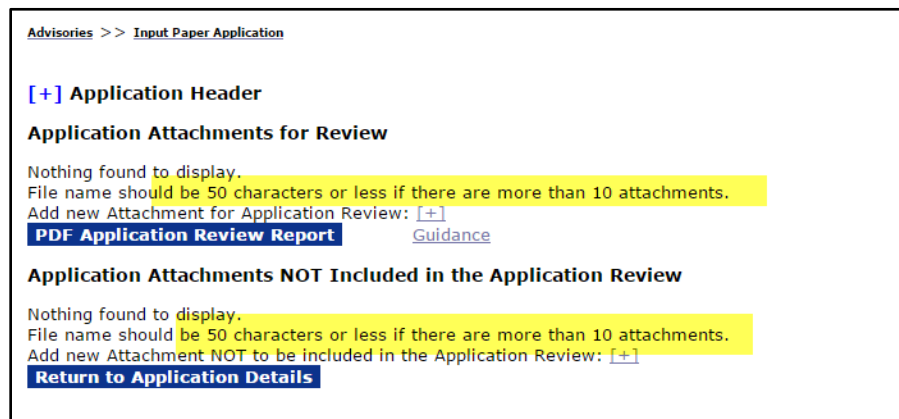 Advisories >> Input Paper Application
[+] Application Header
Application Attachments for Review
Nothing found to display.
File name should be 50 characters or less if there are more than 10 attachments.
Add new Attachment for Application Review: [+]
PDF Application Review Report Guidance
Application Attachments NOT Included in the Application Review
Nothing found to display.
File name should be 50 characters or less if there are more than 10 attachments.
Add new Attachment NOT to be included in the Application Review: [+]
Return to Application Details